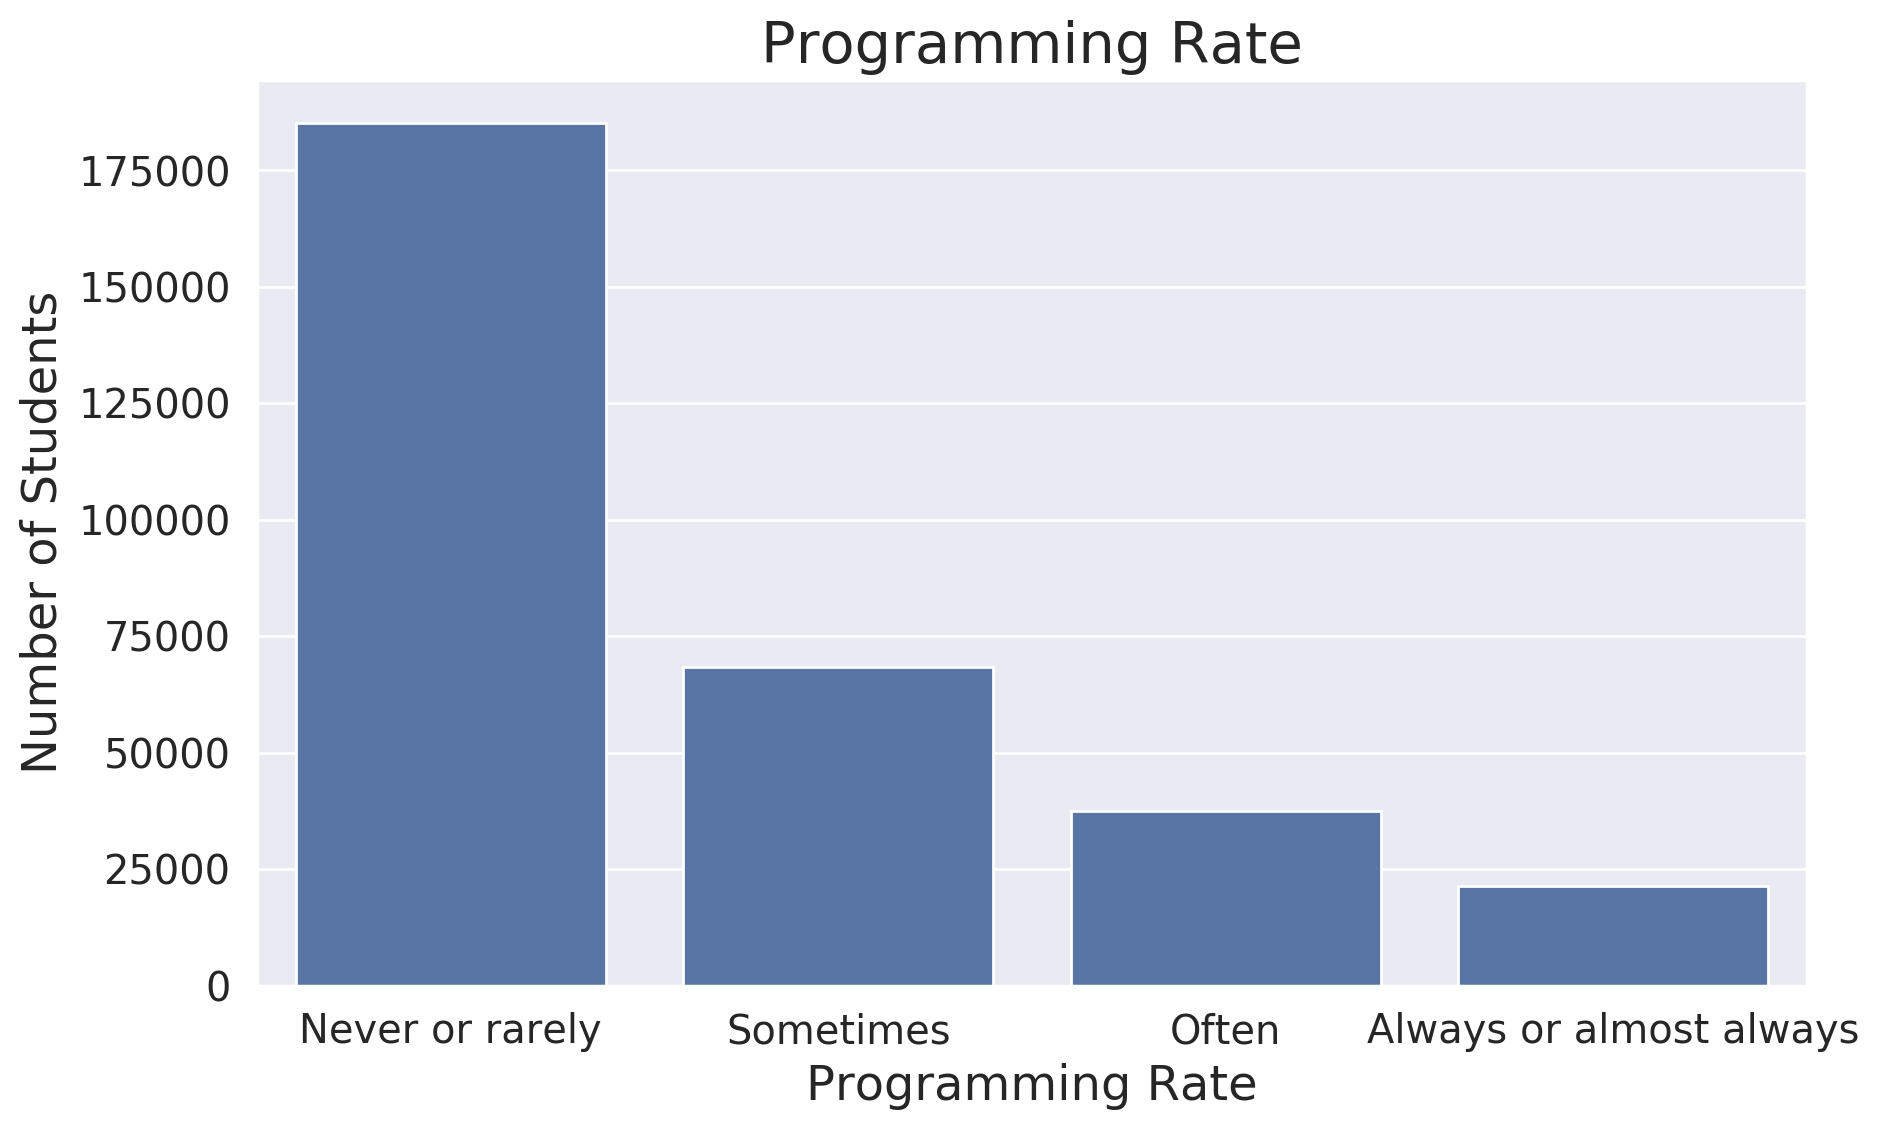 Programming Rate
Number of Students
175000
150000
125000
100000
75000
50000
25000
0
Never or rarely
Sometimes
Often
Always or almost always
Programming Rate